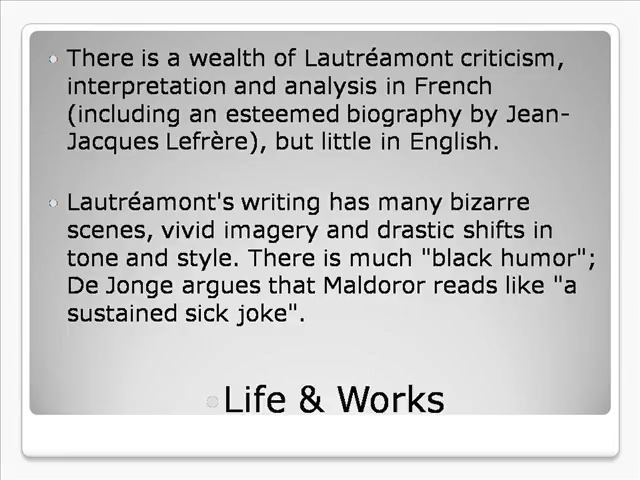 There is a wealth of Lautréamont criticism,
interpretation and analysis in French
(including an esteemed biography by Jean-
Jacques Lefrère), but little in English.
Lautréamont's writing has many bizarre
scenes, vivid imagery and drastic shifts in
tone and style. There is much "black humor";
De Jonge argues that Maldoror reads like "a
sustained sick joke".
Life & Works